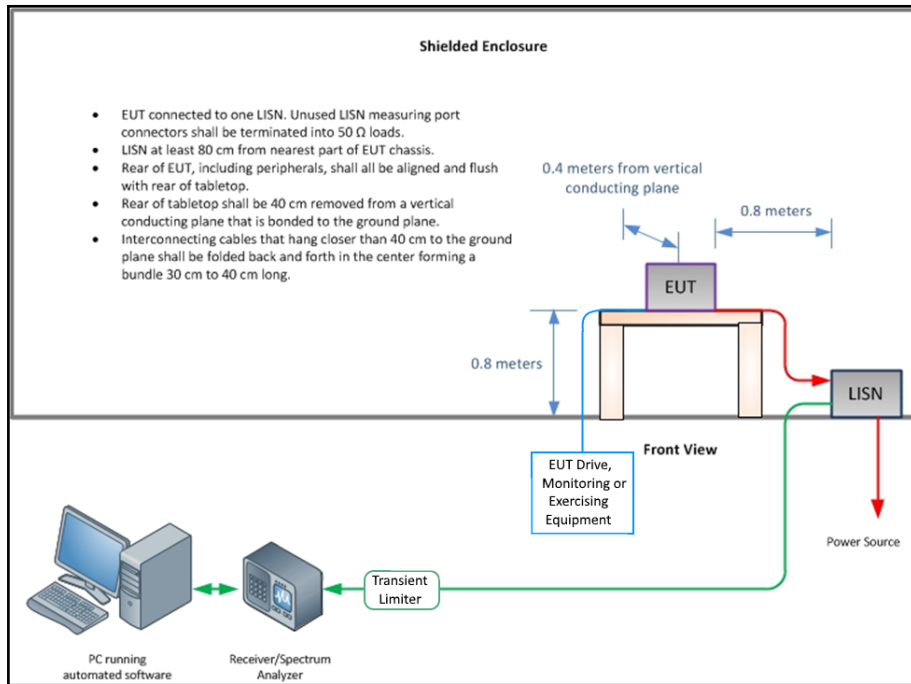 Shielded Enclosure
• EUT connected to one LISN. Unused LISN measuring port
connectors shall be terminated into 50 Ω loads.
• LISN at least 80 cm from nearest part of EUT chassis.
• Rear of EUT, including peripherals, shall all be aligned and flush
with rear of tabletop.
• Rear of tabletop shall be 40 cm removed from a vertical
conducting plane that is bonded to the ground plane.
• Interconnecting cables that hang closer than 40 cm to the ground
plane shall be folded back and forth in the center forming a
bundle 30 cm to 40 cm long.
0.4 meters from vertical
conducting plane
0.8 meters
EUT
0.8 meters
LISN
Front View
EUT Drive,
Monitoring or
Exercising
Equipment
Power Source
Transient
Limiter
PC running
automated software
Receiver/Spectrum
Analyzer